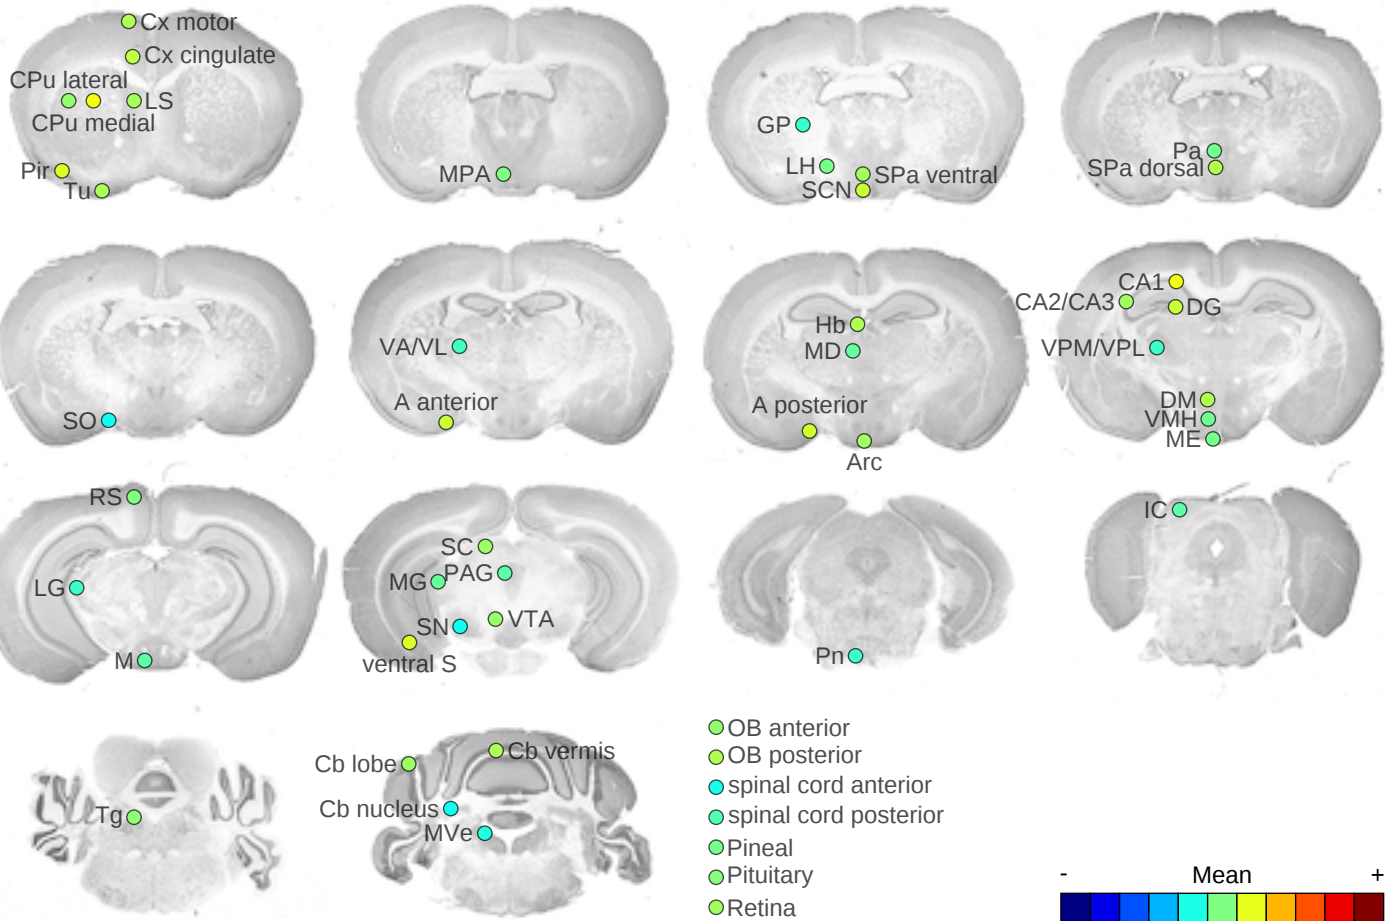 Cx motor
Cx cingulate
CPu lateral
LS
CPu medial
Pir
Tu
MPA
GP
LH
SPa ventral
SCN
Pa
SPa dorsal
SO
VA/VL
A anterior
Hb
MD
A posterior
Arc
CA1
CA2/CA3
DG
VPM/VPL
DM
VMH
ME
RS
LG
M
SC
PAG
MG
VTA
SN
ventral S
Pn
IC
Tg
Cb lobe
Cb vermis
Cb nucleus
MVe
OB anterior
OB posterior
spinal cord anterior
spinal cord posterior
Pineal
Pituitary
Retina
- Mean +